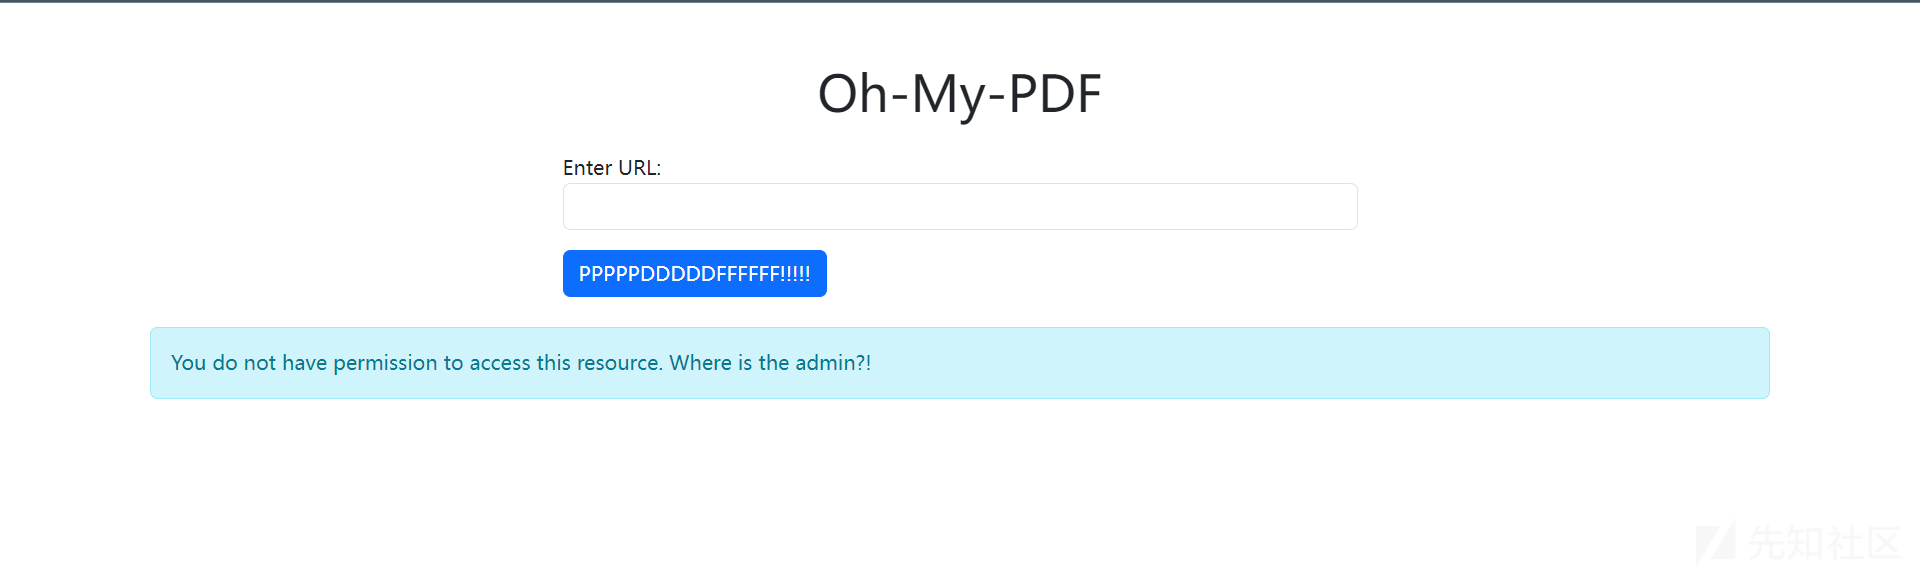 Oh-My-PDF
Enter URL:
PPPPPDDDDDFFFFFF!!!!!
You do not have permission to access this resource. Where is the admin?!
先知社区